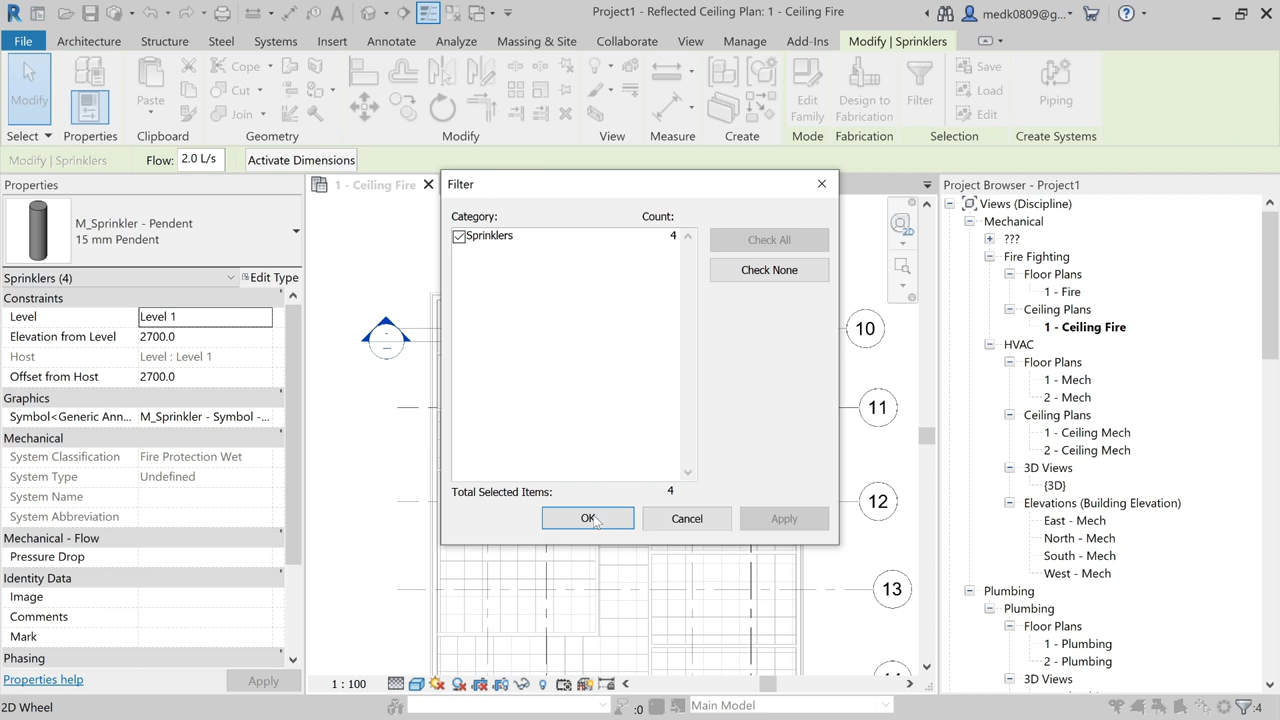 Project1 - Reflected Ceiling Plan: 1 - Ceiling Fire
medk0809@g...
File Architecture Structure Steel Systems Insert Annotate Analyze Massing & Site Collaborate View Manage Add-Ins Modify | Sprinklers
Modify Paste Cope Cut Join Edit Family Design to Fabrication Filter Save Load Edit Piping
Select Properties Clipboard Geometry Modify View Measure Create Mode Fabrication Selection Create Systems
Modify | Sprinklers Flow: 2.0 L/s Activate Dimensions
Properties
M_Sprinkler - Pendent
15 mm Pendent
Sprinklers (4) Edit Type
Constraints
Level Level 1
Elevation from Level 2700.0
Host Level : Level 1
Offset from Host 2700.0
Graphics
Symbol<Generic Ann... M_Sprinkler - Symbol -...
Mechanical
System Classification Fire Protection Wet
System Type Undefined
System Name
System Abbreviation
Mechanical - Flow
Pressure Drop
Identity Data
Image
Comments
Mark
Phasing
Properties help Apply
1 - Ceiling Fire
Filter
Category: Count:
Sprinklers 4
Check All
Check None
Total Selected Items: 4
OK Cancel Apply
2D
10
11
12
13
1 : 100
Project Browser - Project1
Views (Discipline)
Mechanical
???
Fire Fighting
Floor Plans
1 - Fire
Ceiling Plans
1 - Ceiling Fire
HVAC
Floor Plans
1 - Mech
2 - Mech
Ceiling Plans
1 - Ceiling Mech
2 - Ceiling Mech
3D Views
{3D}
Elevations (Building Elevation)
East - Mech
North - Mech
South - Mech
West - Mech
Plumbing
Plumbing
Floor Plans
1 - Plumbing
2 - Plumbing
3D Views
2D Wheel :0 Main Model :4